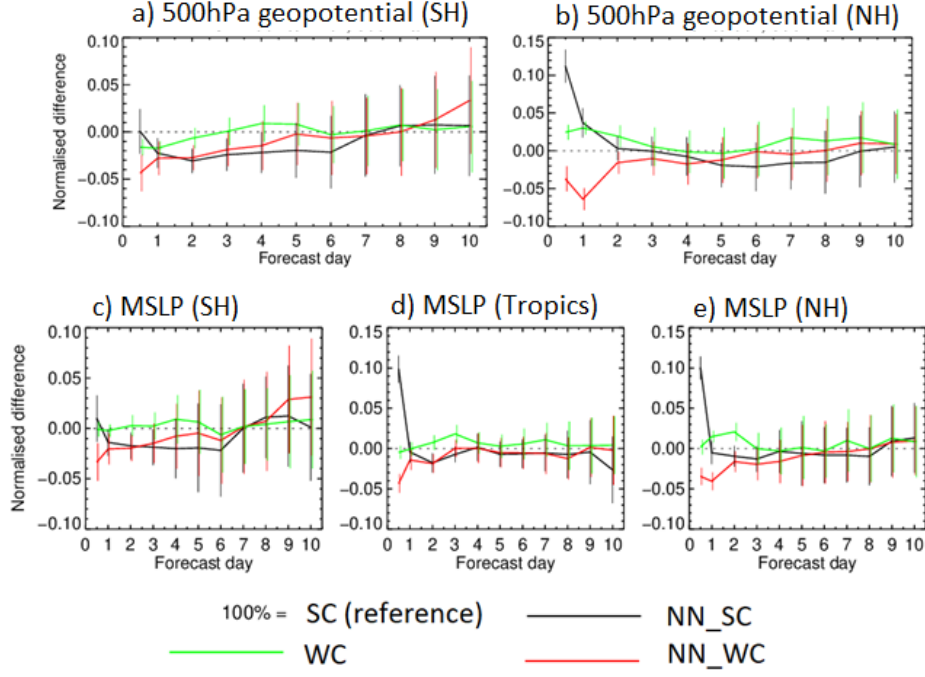 a) 500hPa geopotential (SH)
b) 500hPa geopotential (NH)
Normalised difference
0.10
0.05
0.00
−0.05
−0.10
0 1 2 3 4 5 6 7 8 9 10
Forecast day
0.15
0.10
0.05
0.00
−0.05
−0.10
0 1 2 3 4 5 6 7 8 9 10
Forecast day
c) MSLP (SH)
d) MSLP (Tropics)
e) MSLP (NH)
Normalised difference
0.10
0.05
0.00
−0.05
−0.10
0 1 2 3 4 5 6 7 8 9 10
Forecast day
0.15
0.10
0.05
0.00
−0.05
−0.10
0 1 2 3 4 5 6 7 8 9 10
Forecast day
0.15
0.10
0.05
0.00
−0.05
−0.10
0 1 2 3 4 5 6 7 8 9 10
Forecast day
100% = SC (reference)
NN_SC
WC
NN_WC